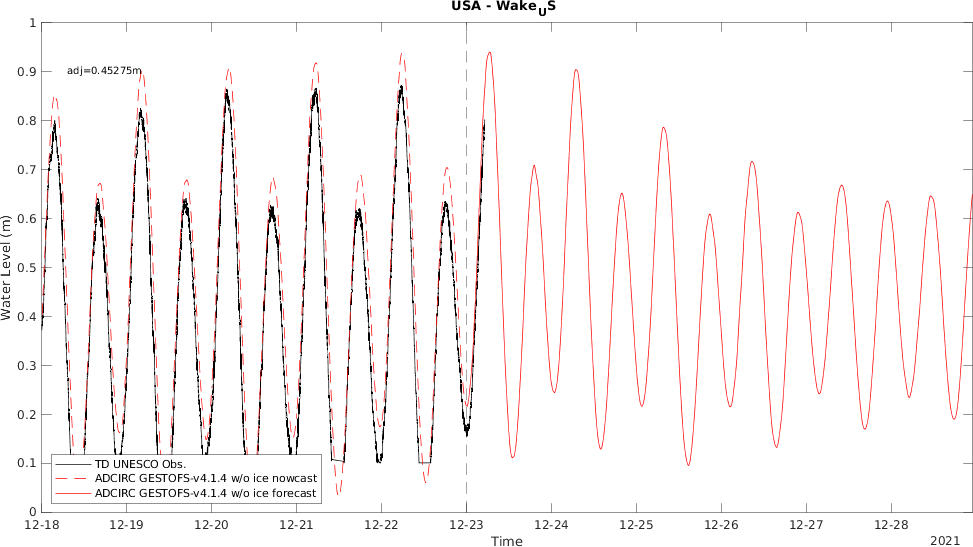 USA - Wake_US
1
0.9
0.8
0.7
0.6
0.5
0.4
0.3
0.2
0.1
0
Water Level (m)
adj=0.45275m
TD UNESCO Obs.
ADCIRC GESTOFS-v4.1.4 w/o ice nowcast
ADCIRC GESTOFS-v4.1.4 w/o ice forecast
12-18 12-19 12-20 12-21 12-22 12-23 12-24 12-25 12-26 12-27 12-28
Time
2021